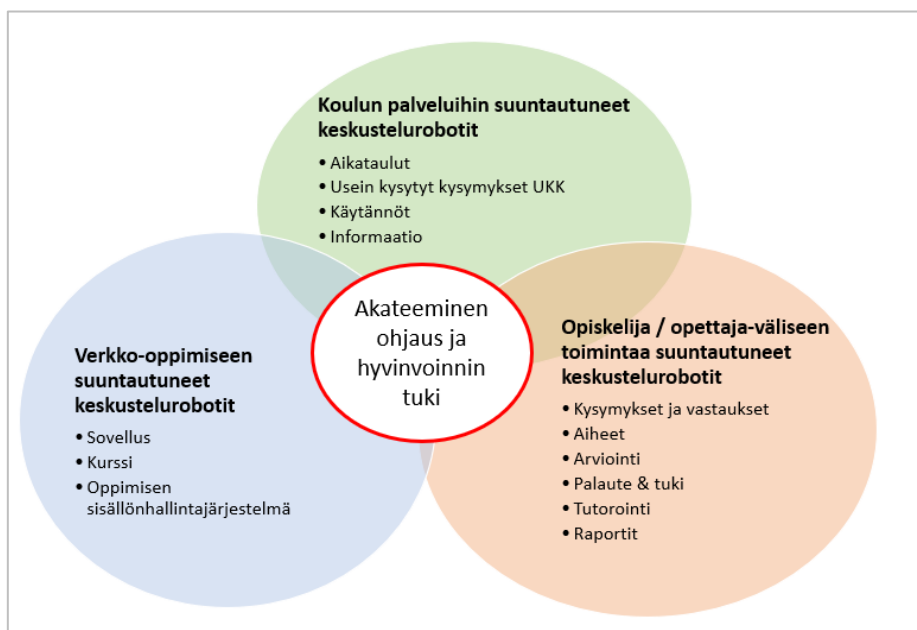 Koulun palveluihin suuntautuneet
keskustelurobotit
• Aikataulut
• Usein kysytyt kysymykset UKK
• Käytännöt
• Informaatio
Akateeminen
ohjaus ja
hyvinvoinnin
tuki
Verkko-oppimiseen
suuntautuneet
keskustelurobotit
• Sovellus
• Kurssi
• Oppimisen
sisällönhallintajärjestelmä
Opiskelija / opettaja-väliseen
toimintaa suuntautuneet
keskustelurobotit
• Kysymykset ja vastaukset
• Aiheet
• Arviointi
• Palaute & tuki
• Tutorointi
• Raportit